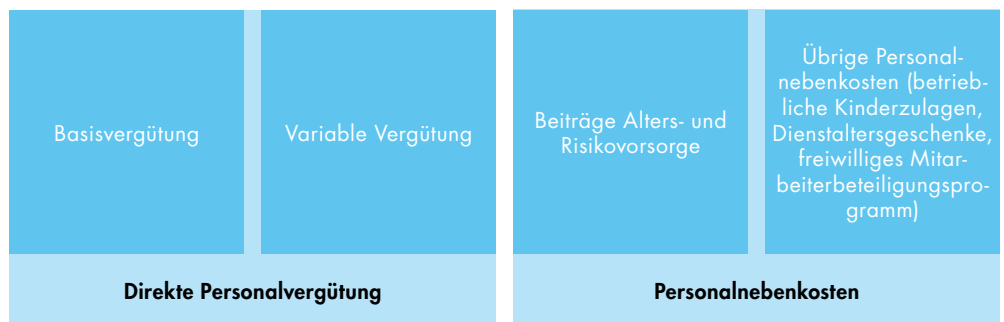 Basisvergütung
Variable Vergütung
Beiträge Alters- und
Risikovorsorge
Übrige Personal-
nebenkosten (betrieb-
liche Kinderzulagen,
Dienstaltersgeschenke,
freiwilliges Mitar-
beiterbeteiligungspro-
gramm)
Direkte Personalvergütung
Personalnebenkosten